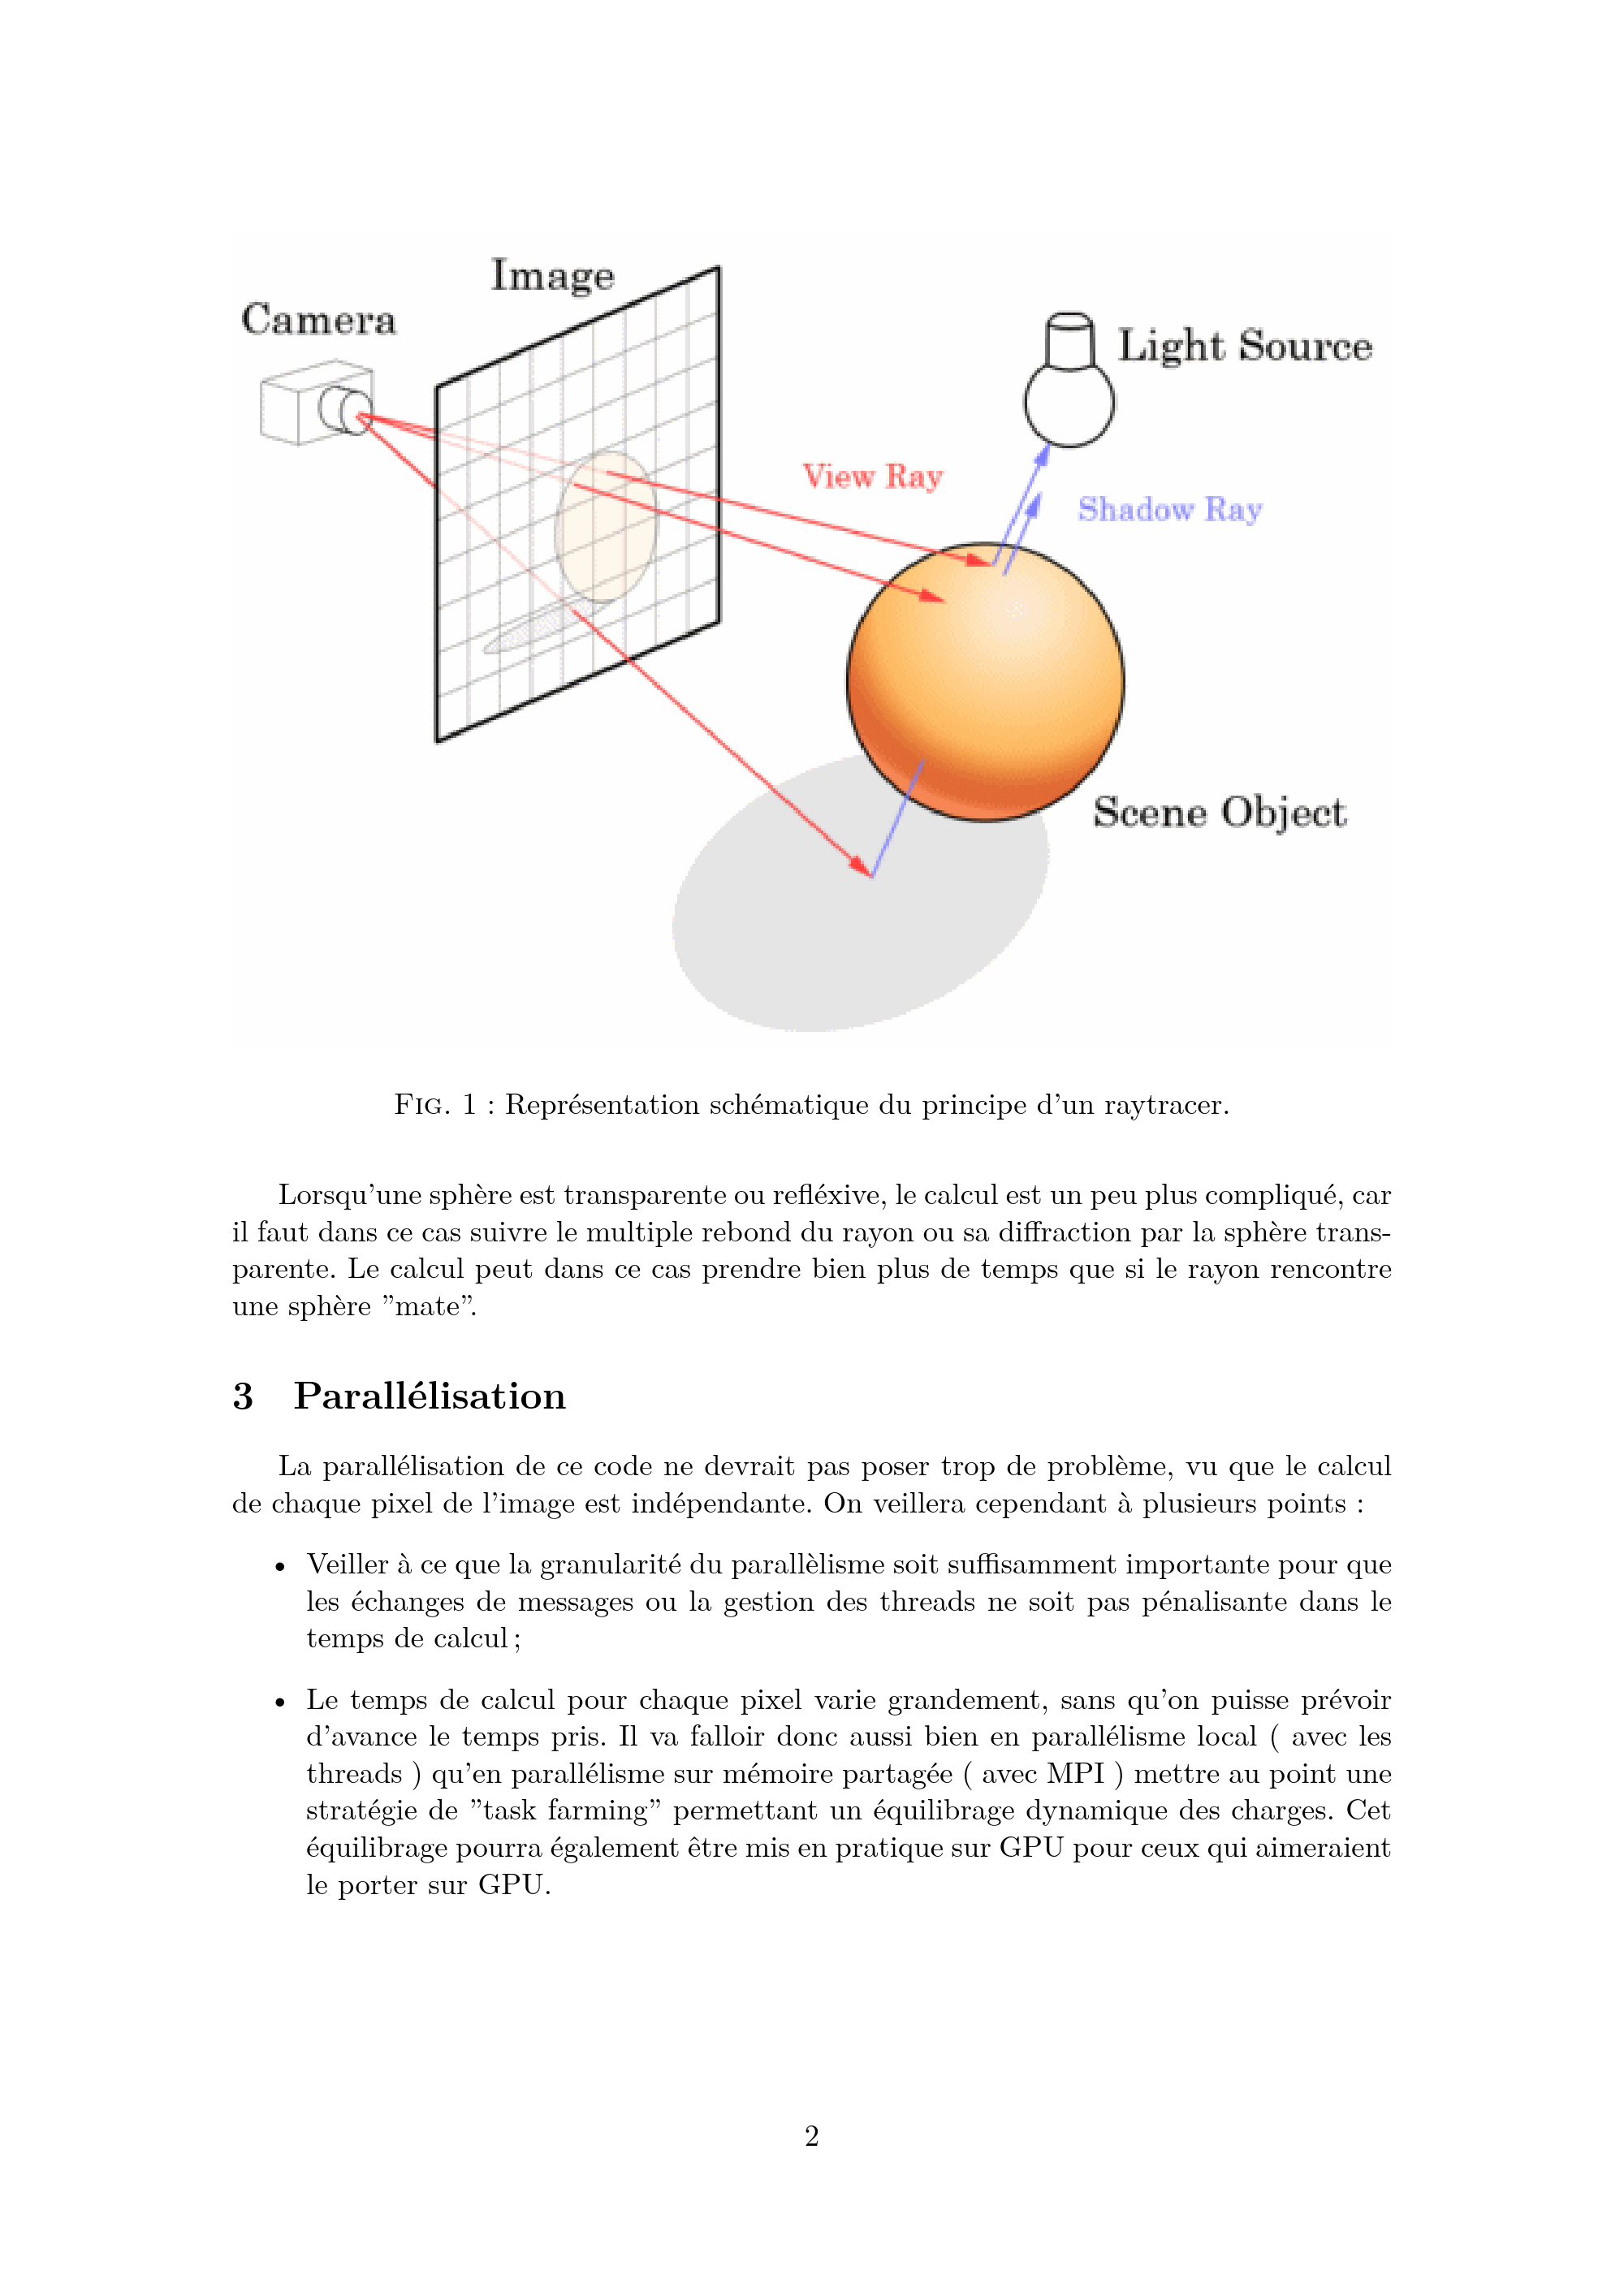 Image
Camera
Light Source
View Ray
Shadow Ray
Scene Object
Fig. 1 : Représentation schématique du principe d'un raytracer.
Lorsqu'une sphère est transparente ou refléxive, le calcul est un peu plus compliqué, car
il faut dans ce cas suivre le multiple rebond du rayon ou sa diffraction par la sphère trans-
parente. Le calcul peut dans ce cas prendre bien plus de temps que si le rayon rencontre
une sphère ”mate”.
3 Parallélisation
La parallélisation de ce code ne devrait pas poser trop de problème, vu que le calcul
de chaque pixel de l'image est indépendante. On veillera cependant à plusieurs points :
• Veiller à ce que la granularité du parallèlisme soit suffisamment importante pour que
les échanges de messages ou la gestion des threads ne soit pas pénalisante dans le
temps de calcul ;
• Le temps de calcul pour chaque pixel varie grandement, sans qu'on puisse prévoir
d'avance le temps pris. Il va falloir donc aussi bien en parallélisme local ( avec les
threads ) qu'en parallélisme sur mémoire partagée ( avec MPI ) mettre au point une
stratégie de ”task farming” permettant un équilibrage dynamique des charges. Cet
équilibrage pourra également être mis en pratique sur GPU pour ceux qui aimeraient
le porter sur GPU.
2